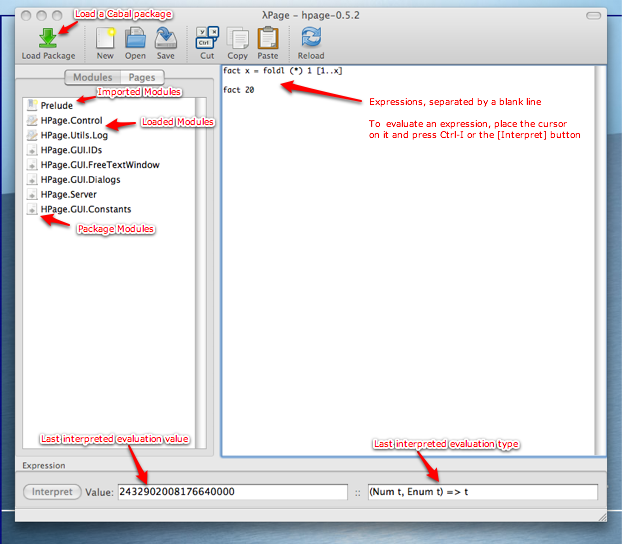 Load a Cabal package
λPage - hpage-0.5.2
Load Package
New
Open
Save
Cut
Copy
Paste
Reload
Ctrl
Modules
Pages
Imported Modules
Prelude
HPage.Control
Loaded Modules
HPage.Utils.Log
HPage.GUI.IDs
HPage.GUI.FreeTextWindow
HPage.GUI.Dialogs
HPage.Server
HPage.GUI.Constants
Package Modules
fact x = foldl (*) 1 [1..x]
fact 20
Expressions, separated by a blank line
To evaluate an expression, place the cursor
on it and press Ctrl-I or the [Interpret] button
Last interpreted evaluation value
Last interpreted evaluation type
Expression
Interpret
Value:
2432902008176640000
::
(Num t, Enum t) => t